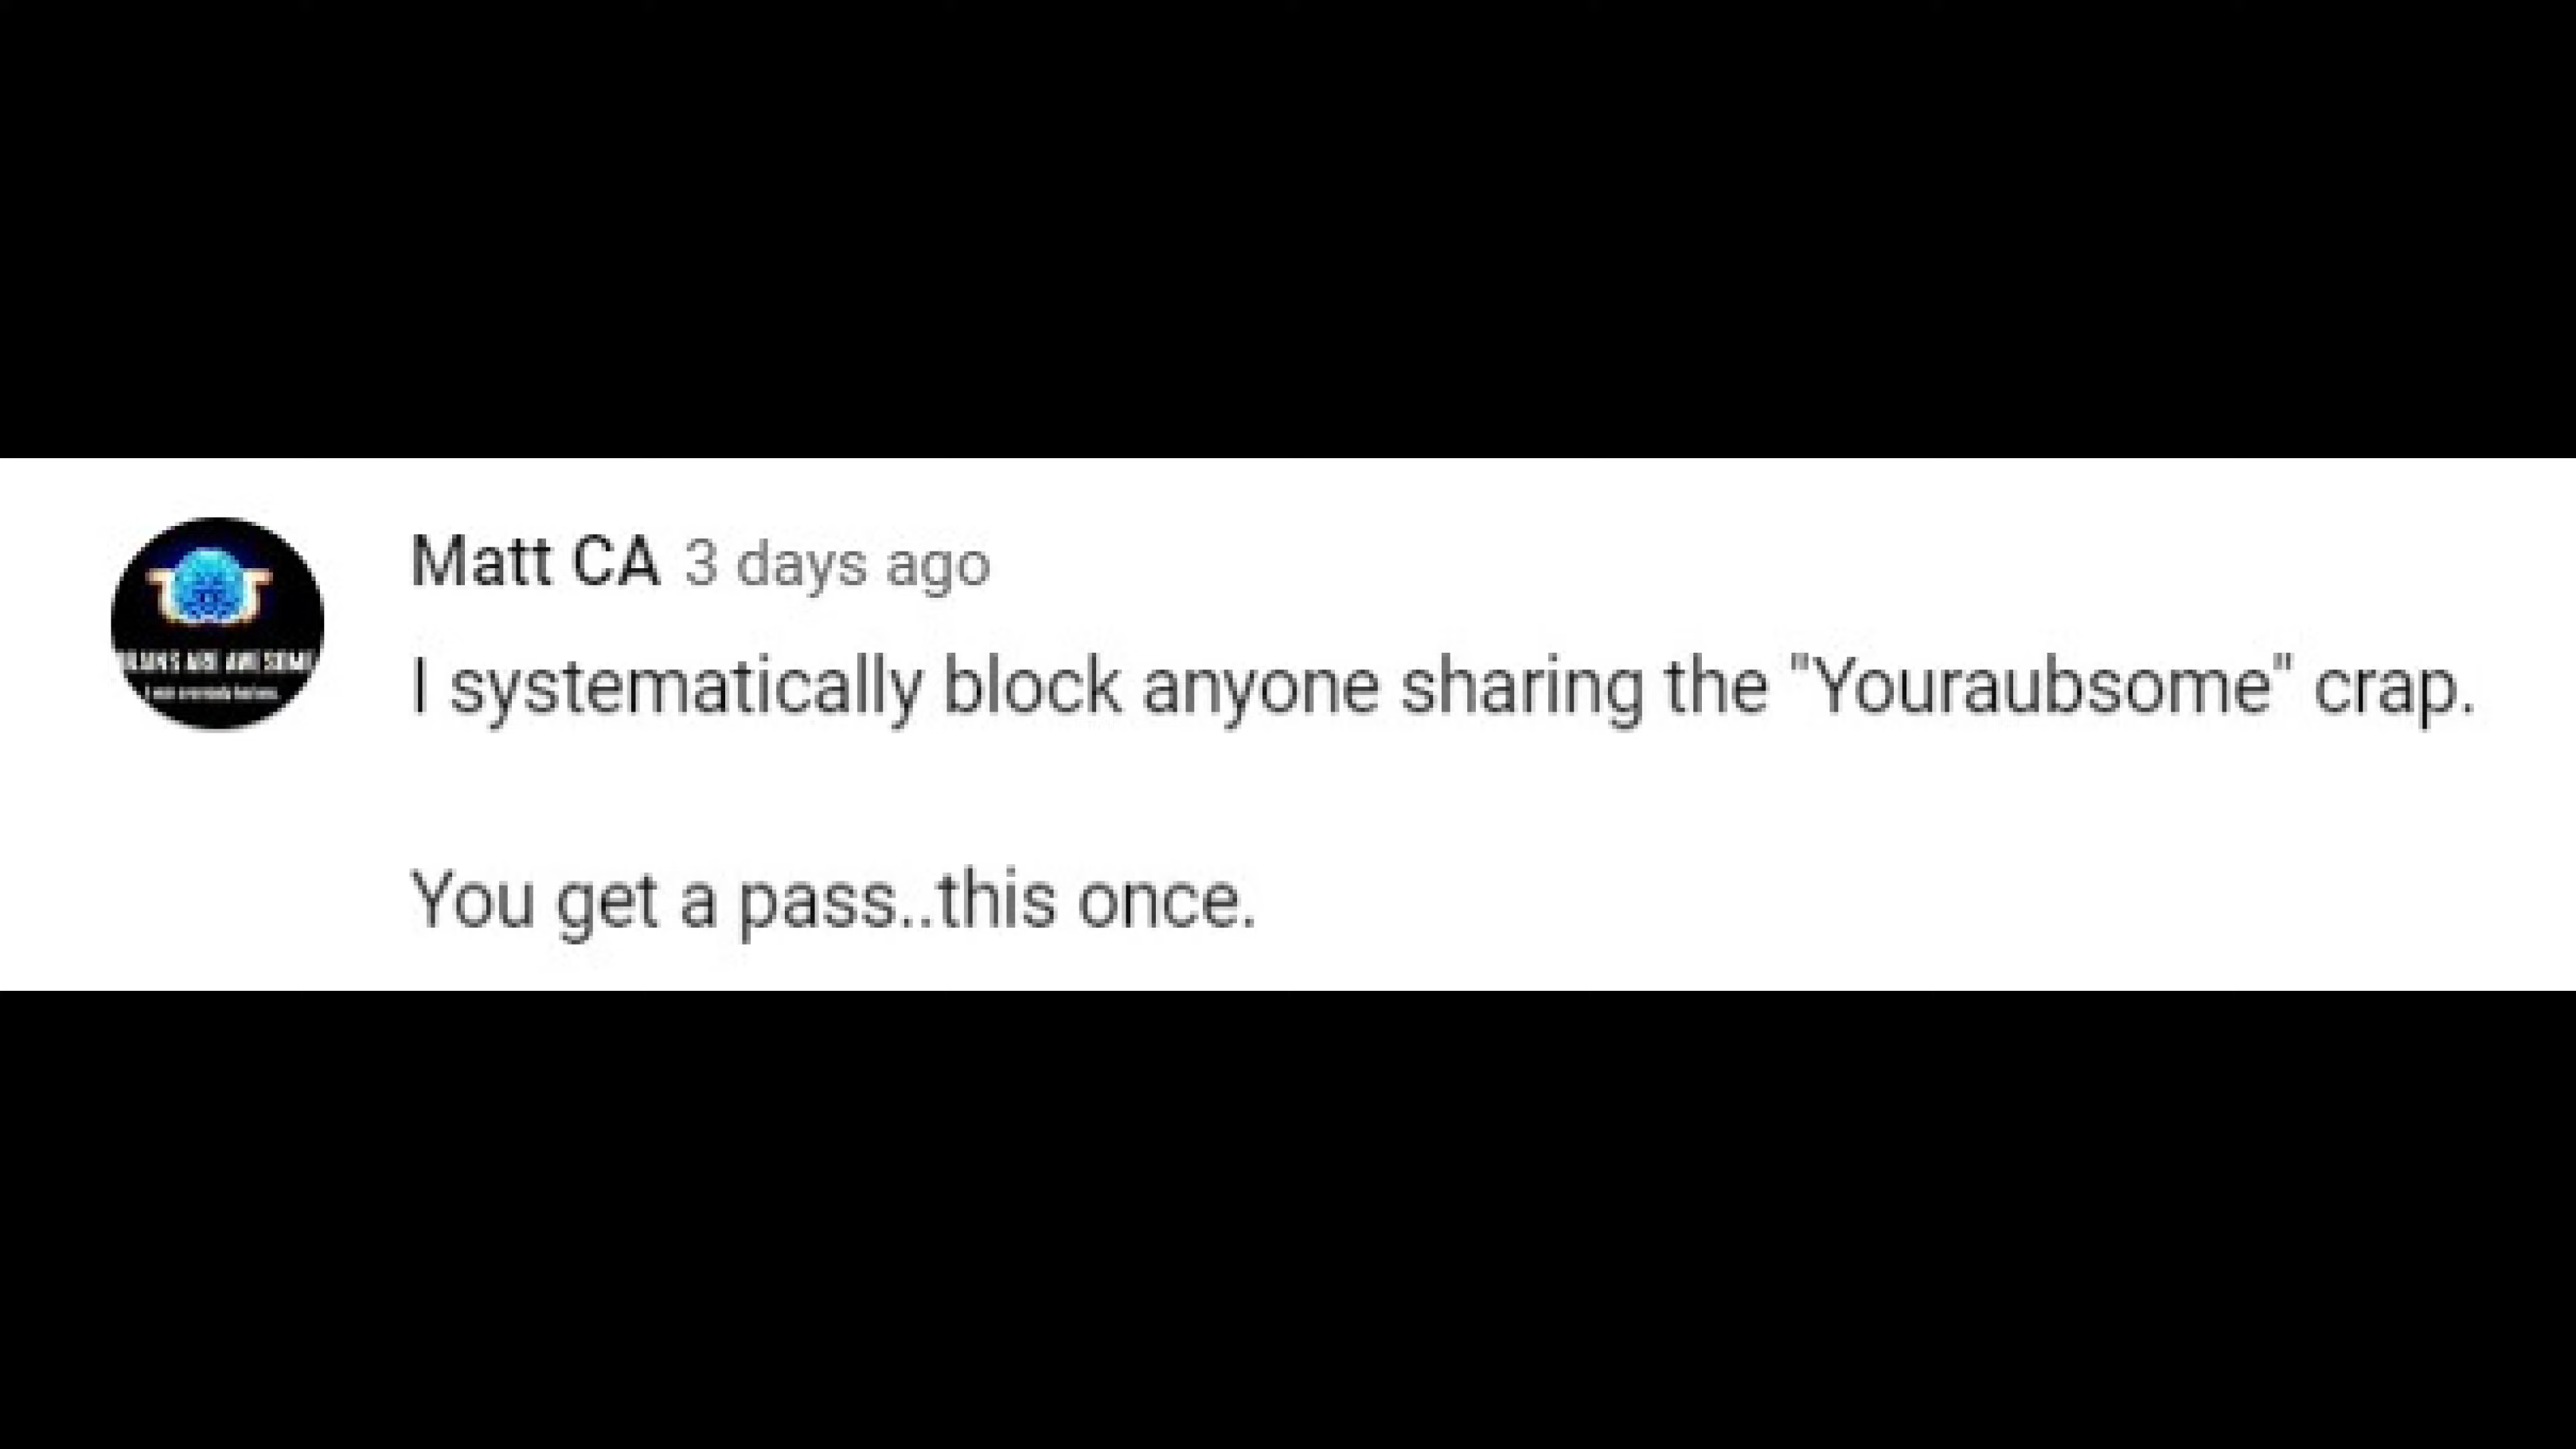 Matt CA 3 days ago
I systematically block anyone sharing the "Youraubsome" crap.
You get a pass..this once.